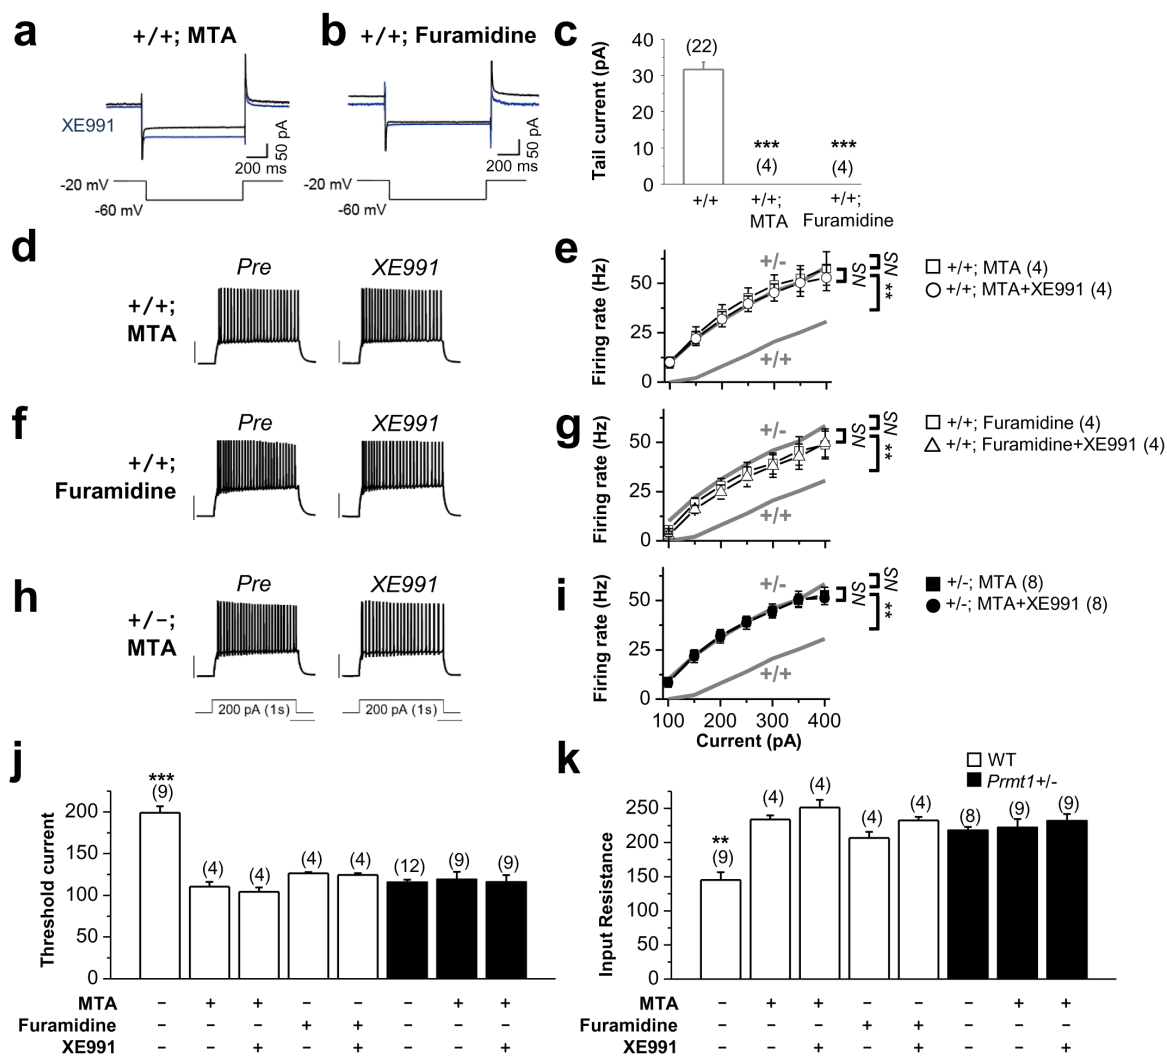 a
+/+; MTA
XE991
50 pA
200 ms
-20 mV
-60 mV
b
+/+; Furamidine
50 pA
200 ms
-20 mV
-60 mV
c
Tail current (pA)
40
30
20
10
0
(22)
***
(4)
***
(4)
+/+
+/+;
MTA
+/+;
Furamidine
d
Pre
XE991
+/+;
MTA
e
Firing rate (Hz)
50
25
0
+/-
+/+
NS
NS
**
+/+; MTA (4)
+/+; MTA+XE991 (4)
f
Pre
XE991
+/+;
Furamidine
g
Firing rate (Hz)
50
25
0
+/-
+/+
NS
NS
**
+/+; Furamidine (4)
+/+; Furamidine+XE991 (4)
h
Pre
XE991
+/−;
MTA
200 pA (1s)
200 pA (1s)
i
Firing rate (Hz)
50
25
0
+/-
+/+
NS
NS
**
+/-; MTA (8)
+/-; MTA+XE991 (8)
100 200 300 400
Current (pA)
j
Threshold current
200
150
100
50
0
***
(9) (4) (4) (4) (4) (12) (9) (9)
MTA − + + − − − + +
Furamidine − − − + + − − −
XE991 − − + − + − − +
k
WT
Prmt1+/-
Input Resistance
250
200
150
100
50
0
**
(9) (4) (4) (4) (4) (8) (9) (9)
MTA − + + − − − + +
Furamidine − − − + + − − −
XE991 − − + − + − − +